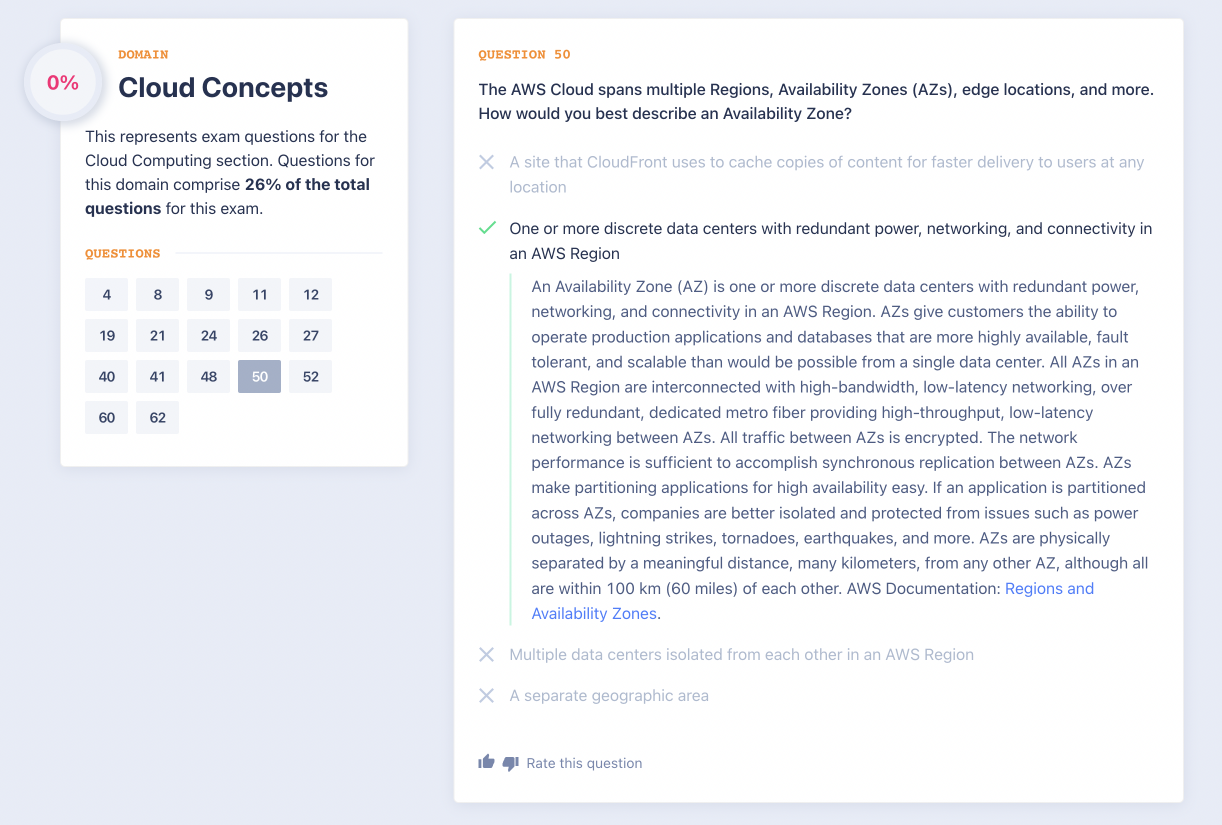 0%
DOMAIN
Cloud Concepts
This represents exam questions for the
Cloud Computing section. Questions for
this domain comprise 26% of the total
questions for this exam.
QUESTIONS
4 8 9 11 12
19 21 24 26 27
40 41 48 50 52
60 62
QUESTION 50
The AWS Cloud spans multiple Regions, Availability Zones (AZs), edge locations, and more.
How would you best describe an Availability Zone?
A site that CloudFront uses to cache copies of content for faster delivery to users at any
location
One or more discrete data centers with redundant power, networking, and connectivity in
an AWS Region
An Availability Zone (AZ) is one or more discrete data centers with redundant power,
networking, and connectivity in an AWS Region. AZs give customers the ability to
operate production applications and databases that are more highly available, fault
tolerant, and scalable than would be possible from a single data center. All AZs in an
AWS Region are interconnected with high-bandwidth, low-latency networking, over
fully redundant, dedicated metro fiber providing high-throughput, low-latency
networking between AZs. All traffic between AZs is encrypted. The network
performance is sufficient to accomplish synchronous replication between AZs. AZs
make partitioning applications for high availability easy. If an application is partitioned
across AZs, companies are better isolated and protected from issues such as power
outages, lightning strikes, tornadoes, earthquakes, and more. AZs are physically
separated by a meaningful distance, many kilometers, from any other AZ, although all
are within 100 km (60 miles) of each other. AWS Documentation: Regions and
Availability Zones.
Multiple data centers isolated from each other in an AWS Region
A separate geographic area
Rate this question